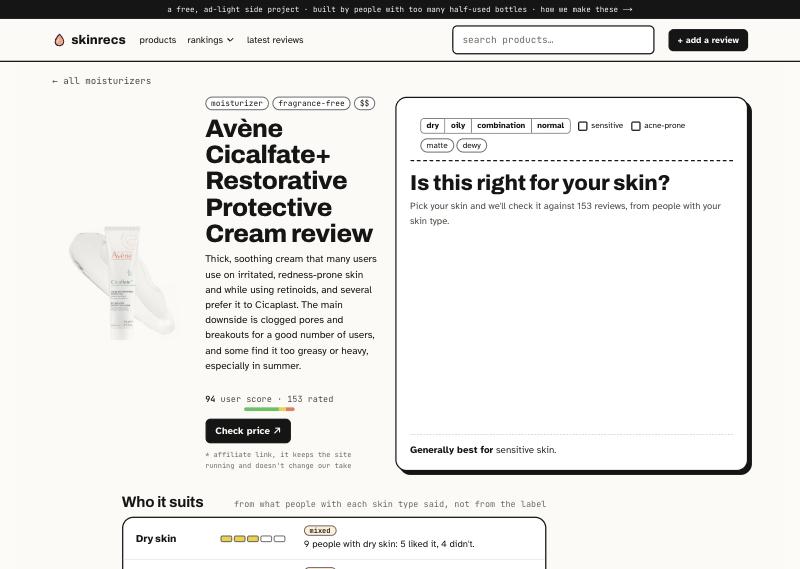 a free, ad-light side project · built by people with too many half-used bottles · how we make these →
skinrecs
products
rankings
latest reviews
search products…
+ add a review
← all moisturizers
moisturizer
fragrance-free
$$
Avène
Cicalfate+
Restorative
Protective
Cream review
Thick, soothing cream that many users
use on irritated, redness-prone skin
and while using retinoids, and several
prefer it to Cicaplast. The main
downside is clogged pores and
breakouts for a good number of users,
and some find it too greasy or heavy,
especially in summer.
94 user score · 153 rated
Check price ↗
* affiliate link, it keeps the site
running and doesn't change our take
Avène
Cicalfate+
dry
oily
combination
normal
sensitive
acne-prone
matte
dewy
Is this right for your skin?
Pick your skin and we'll check it against 153 reviews, from people with your
skin type.
Generally best for sensitive skin.
Who it suits
from what people with each skin type said, not from the label
Dry skin
mixed
9 people with dry skin: 5 liked it, 4 didn't.